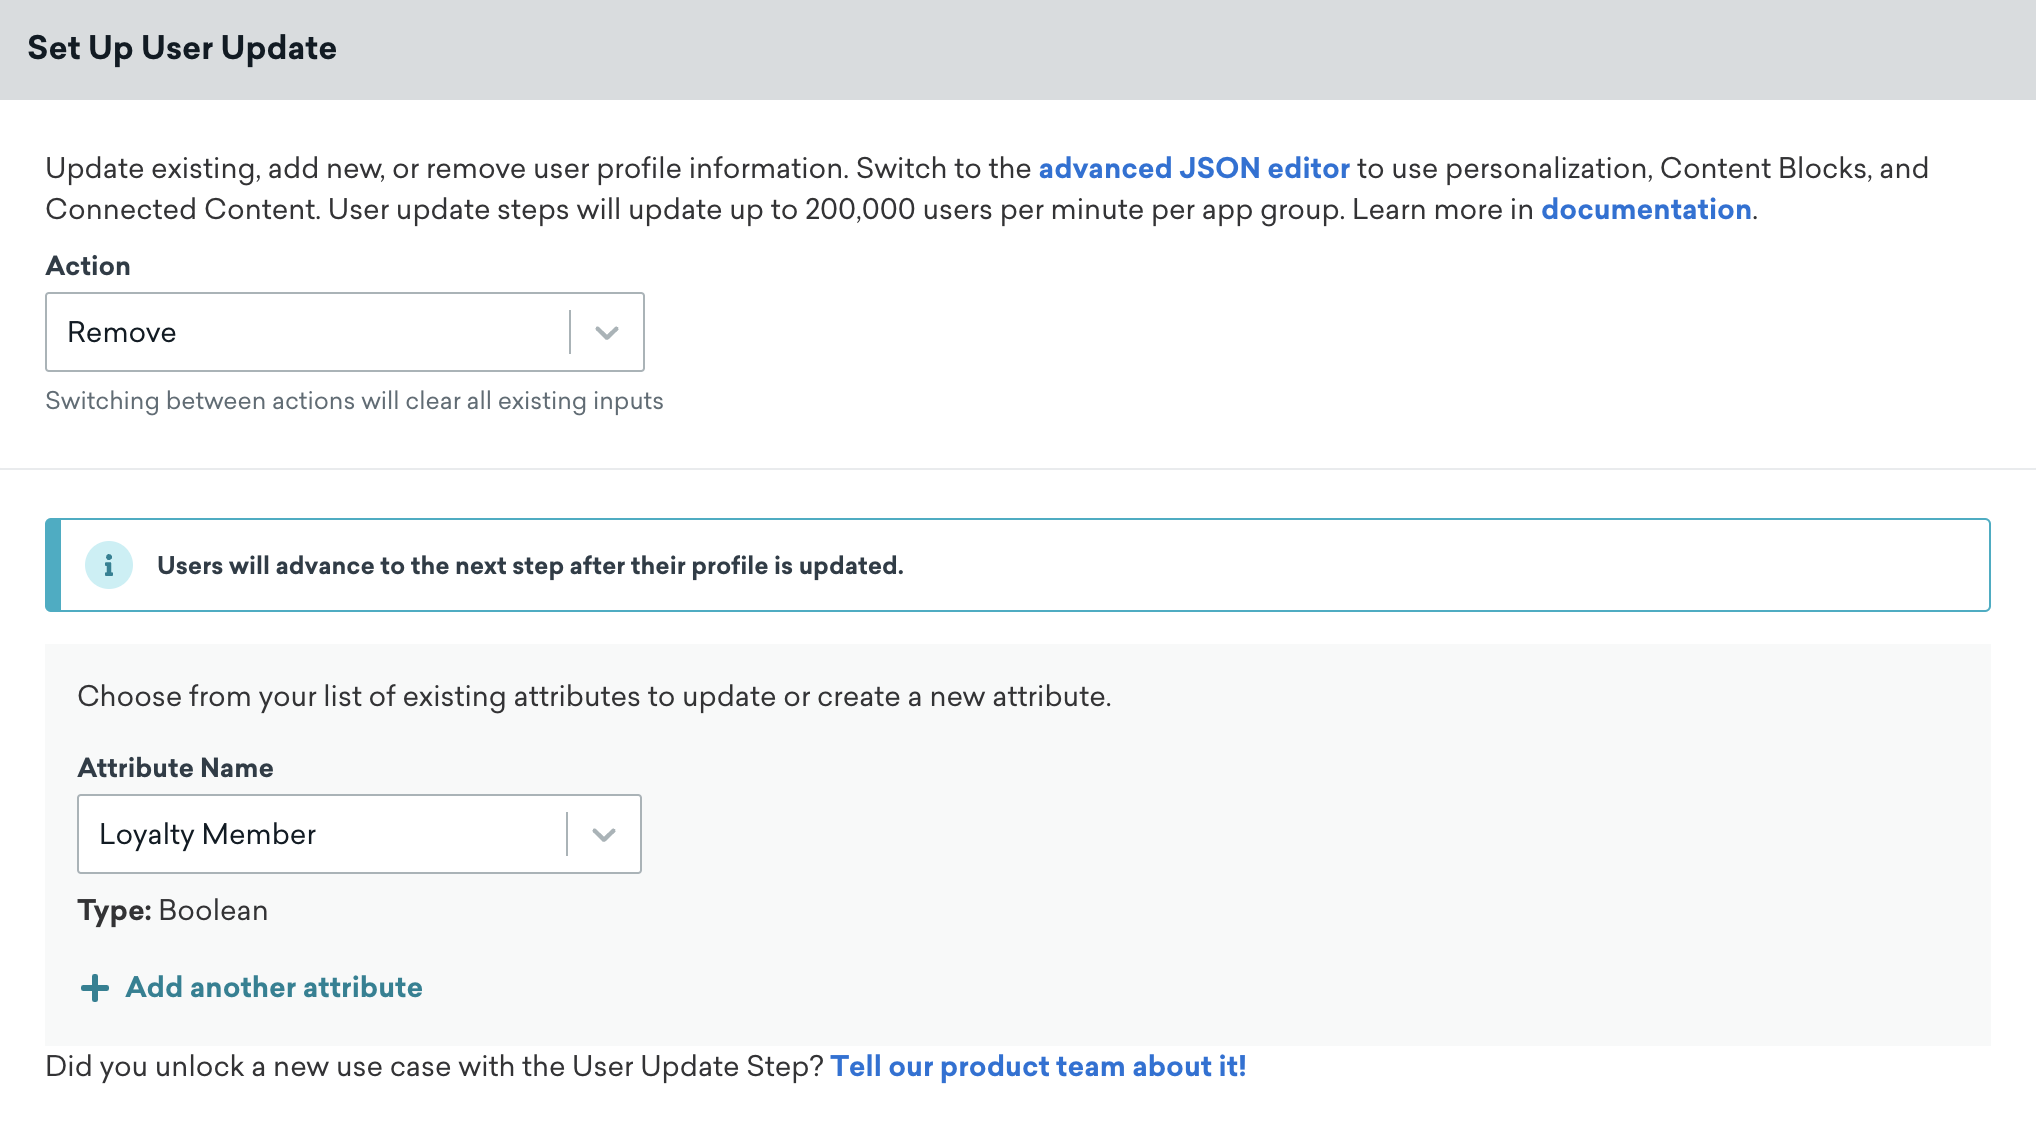 Set Up User Update
Update existing, add new, or remove user profile information. Switch to the advanced JSON editor to use personalization, Content Blocks, and
Connected Content. User update steps will update up to 200,000 users per minute per app group. Learn more in documentation.
Action
Remove
Switching between actions will clear all existing inputs
Users will advance to the next step after their profile is updated.
Choose from your list of existing attributes to update or create a new attribute.
Attribute Name
Loyalty Member
Type: Boolean
Add another attribute
Did you unlock a new use case with the User Update Step? Tell our product team about it!